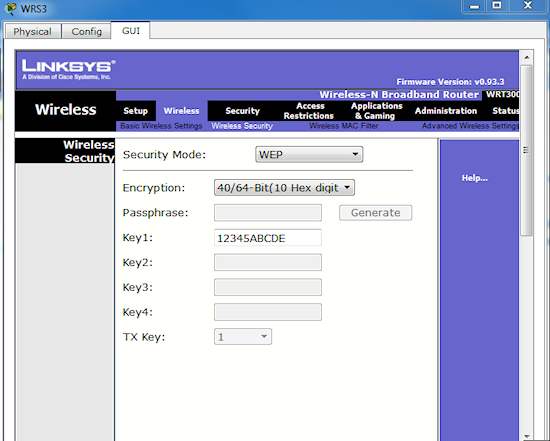 WRS3
Physical Config GUI
LINKSYS®
A Division of Cisco Systems, Inc.
Firmware Version: v0.93.3
Wireless-N Broadband Router WRT300
Wireless
Setup Wireless Security Access Restrictions Applications & Gaming Administration Status
Basic Wireless Settings Wireless Security Wireless MAC Filter Advanced Wireless Settings
Wireless Security
Security Mode: WEP
Help...
Encryption: 40/64-Bit(10 Hex digit
Passphrase: Generate
Key1: 12345ABCDE
Key2:
Key3:
Key4:
TX Key: 1